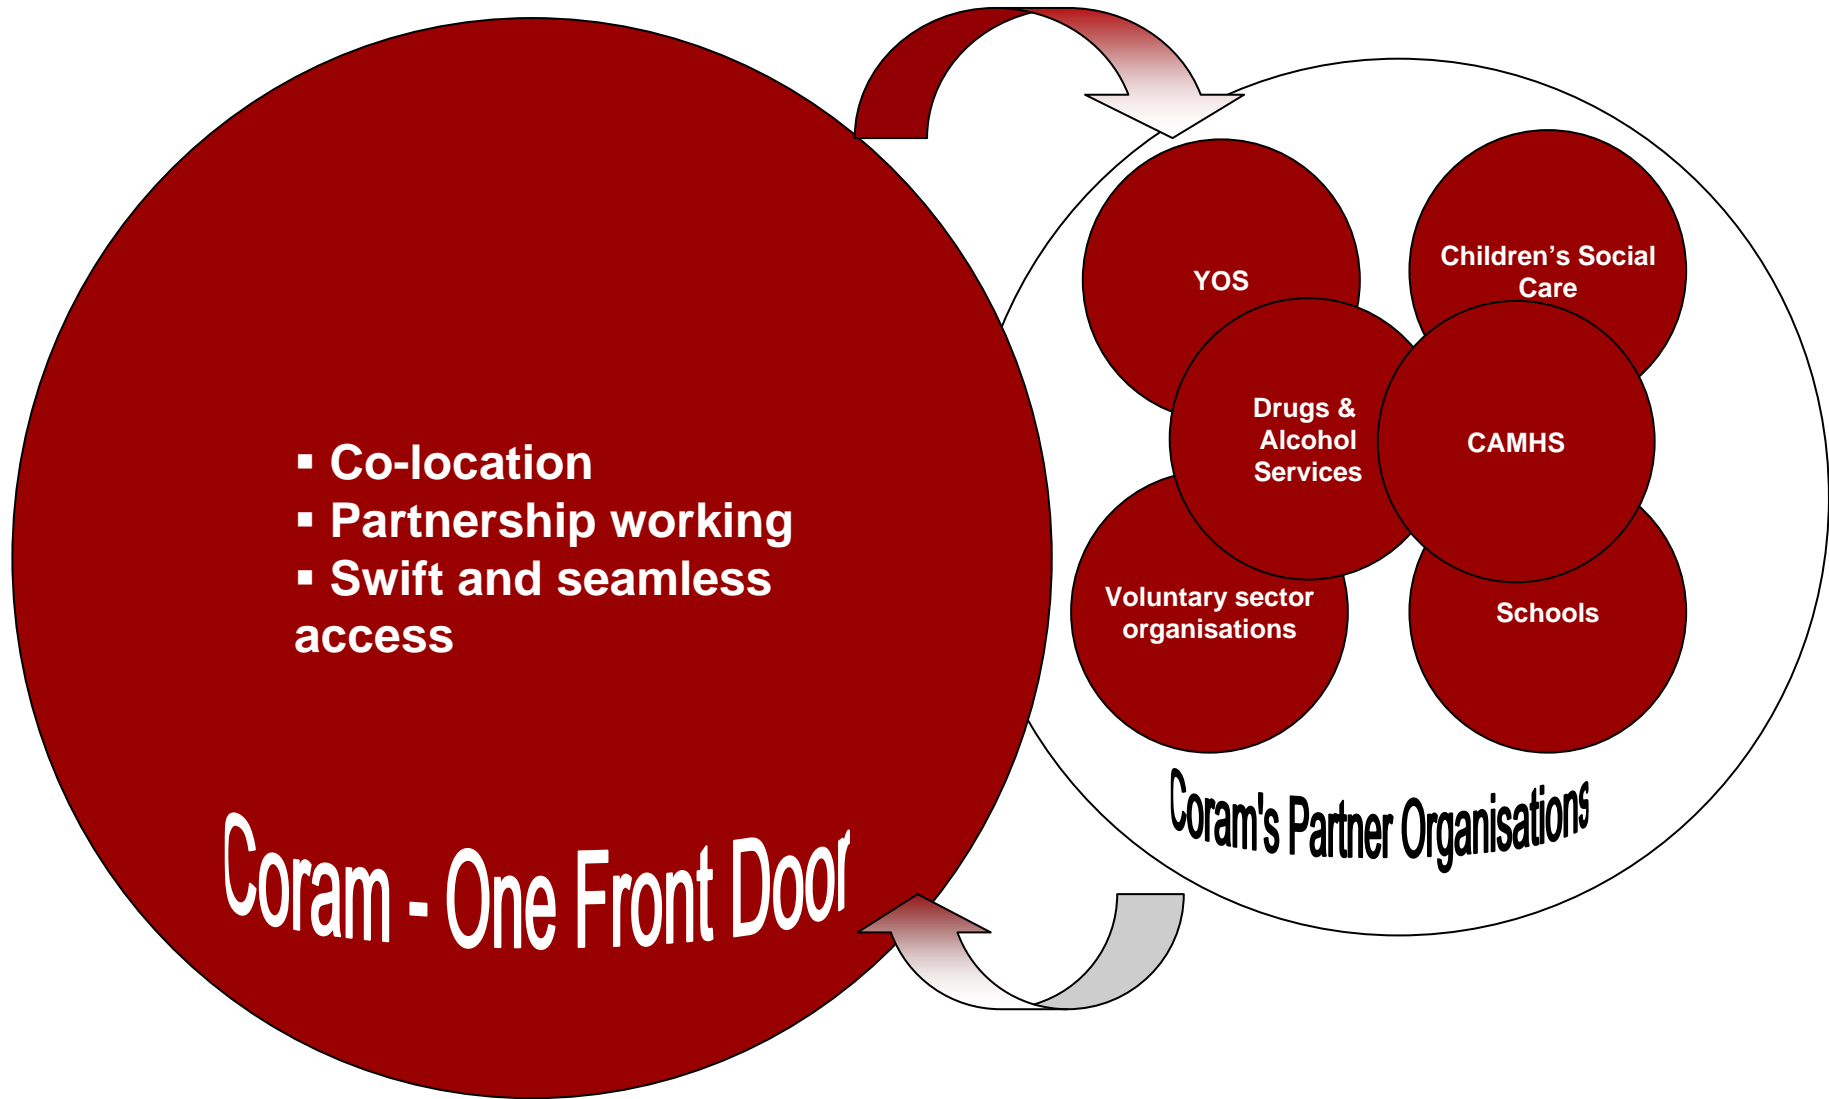 ▪ Co-location
▪ Partnership working
▪ Swift and seamless
access
Coram - One Front Door
YOS
Children’s Social
Care
Drugs &
Alcohol
Services
CAMHS
Voluntary sector
organisations
Schools
Coram's Partner Organisations